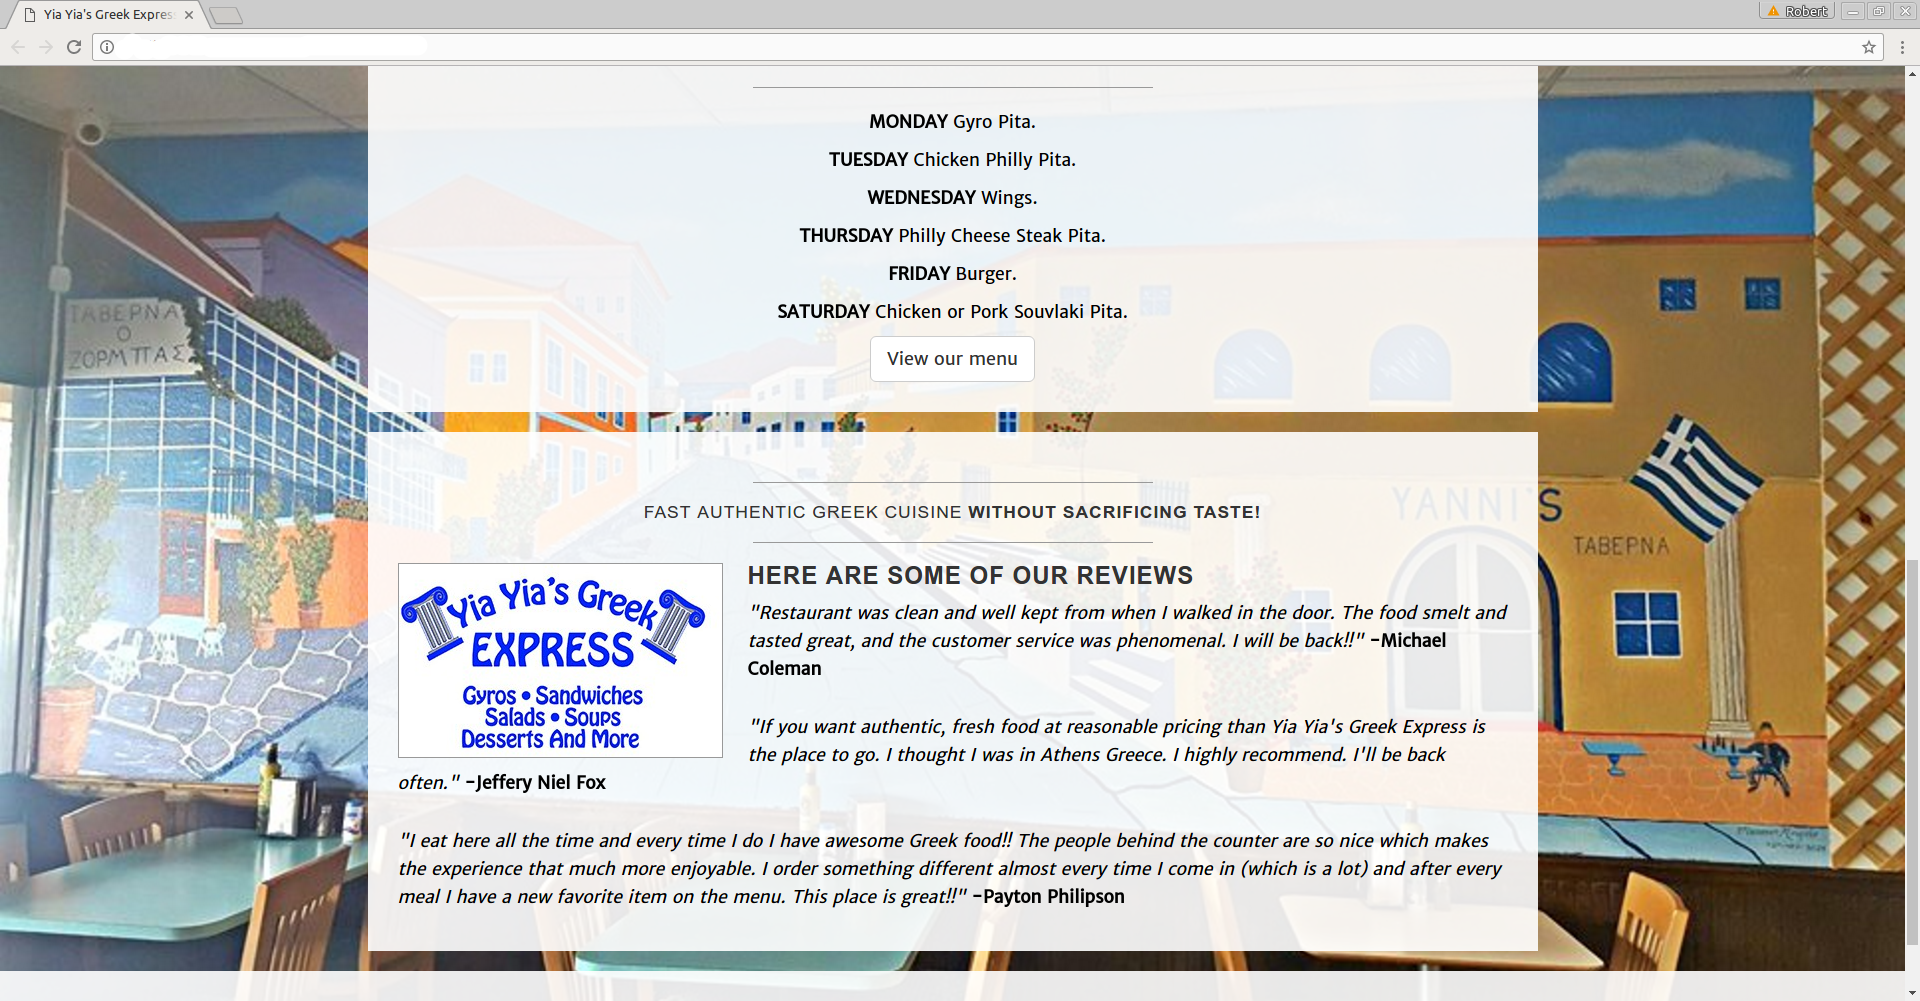 Yia Yia's Greek Expres
Robert
MONDAY Gyro Pita.
TUESDAY Chicken Philly Pita.
WEDNESDAY Wings.
THURSDAY Philly Cheese Steak Pita.
FRIDAY Burger.
SATURDAY Chicken or Pork Souvlaki Pita.
View our menu
ΤΑΒΕΡΝΑ
Ο
ΖΟΡΜΠΑΣ
YANNI'S
ΤΑΒΕΡΝΑ
FAST AUTHENTIC GREEK CUISINE WITHOUT SACRIFICING TASTE!
Yia Yia's Greek
EXPRESS
Gyros • Sandwiches
Salads • Soups
Desserts And More
HERE ARE SOME OF OUR REVIEWS
"Restaurant was clean and well kept from when I walked in the door. The food smelt and
tasted great, and the customer service was phenomenal. I will be back!!" -Michael
Coleman
"If you want authentic, fresh food at reasonable pricing than Yia Yia's Greek Express is
the place to go. I thought I was in Athens Greece. I highly recommend. I'll be back
often." -Jeffery Niel Fox
"I eat here all the time and every time I do I have awesome Greek food!! The people behind the counter are so nice which makes
the experience that much more enjoyable. I order something different almost every time I come in (which is a lot) and after every
meal I have a new favorite item on the menu. This place is great!!" -Payton Philipson